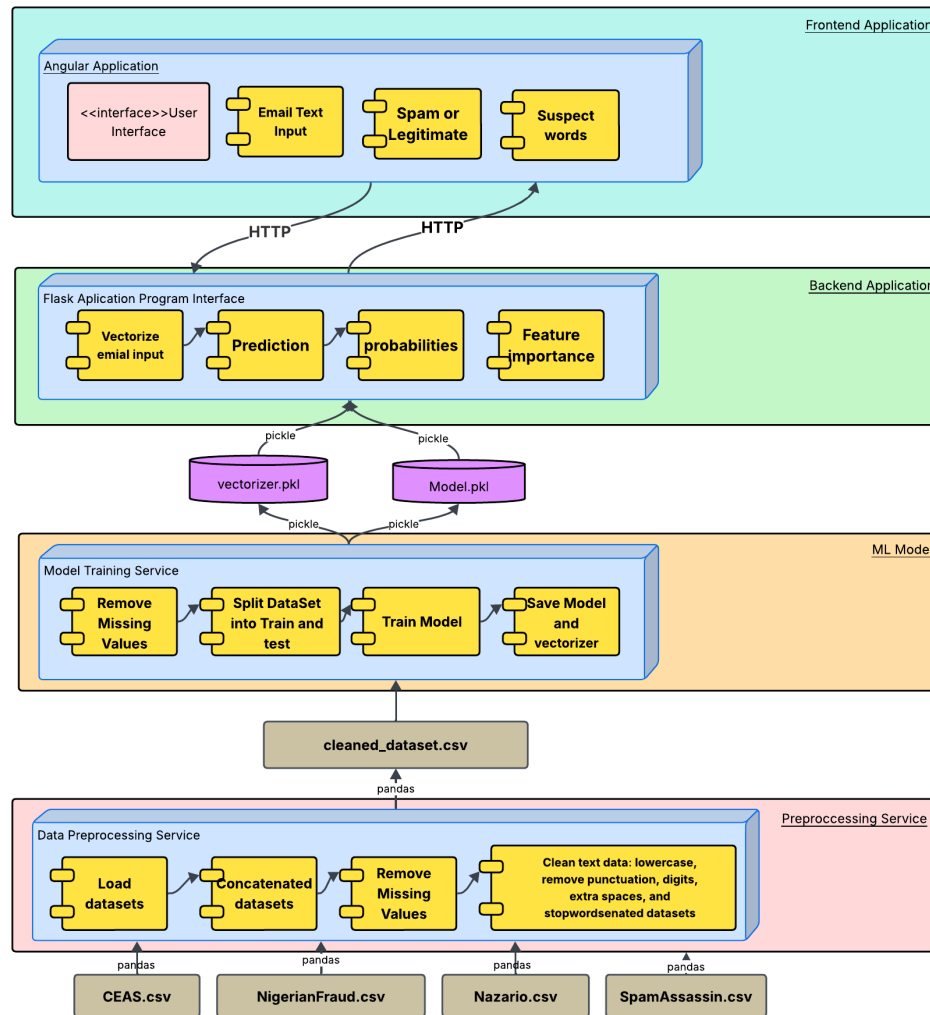 Frontend Application
Angular Application
<<interface>>User
Interface
Email Text
Input
Spam or
Legitimate
Suspect
words
HTTP
HTTP
Backend Application
Flask Aplication Program Interface
Vectorize
emial input
Prediction
probabilities
Feature
importance
pickle
pickle
vectorizer.pkl
Model.pkl
pickle
pickle
ML Mode
Model Training Service
Remove
Missing
Values
Split DataSet
into Train and
test
Train Model
Save Model
and
vectorizer
cleaned_dataset.csv
pandas
Preproccessing Service
Data Preprocessing Service
Load
datasets
Concatenated
datasets
Remove
Missing
Values
Clean text data: lowercase,
remove punctuation, digits,
extra spaces, and
stopwordsenated datasets
pandas
pandas
pandas
pandas
CEAS.csv
NigerianFraud.csv
Nazario.csv
SpamAssassin.csv